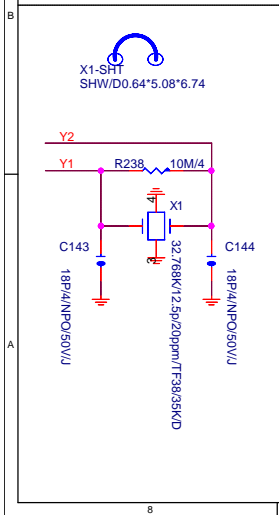 B
X1-SHT
SHW/D0.64*5.08*6.74
Y2
Y1
R238
10M/4
4
X1
3
32.768K/12.5p/20ppm/TF38/35K/D
C143
18P/4/NPO/50V/J
C144
18P/4/NPO/50V/J
A
8